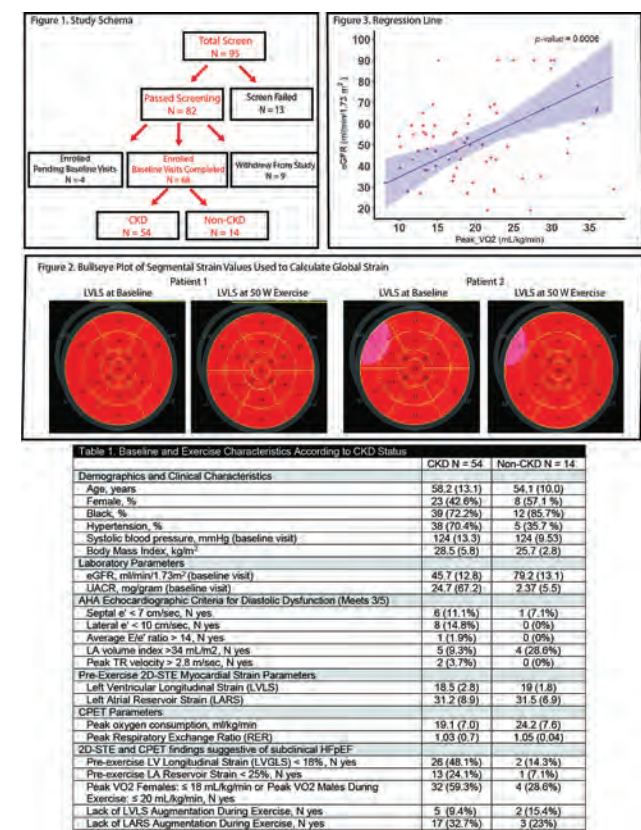 Figure 1. Study Schema
Total Screen
N = 95
Passed Screening
N = 82
Screen Failed
N = 13
Enrolled
Pending Baseline Visits
N = 4
Enrolled
Baseline Visits Completed
N = 68
Withdrew From Study
N = 9
CKD
N = 54
Non-CKD
N = 14
Figure 3. Regression Line
p-value = 0.0006
eGFR (ml/min/1.73 m²)
100
90
80
70
60
50
40
30
20
10
15
20
25
30
35
Peak_VO2 (mL/kg/min)
Figure 2. Bullseye Plot of Segmental Strain Values Used to Calculate Global Strain
Patient 1
LVLS at Baseline
LVLS at 50 W Exercise
Patient 2
LVLS at Baseline
LVLS at 50 W Exercise
Table 1. Baseline and Exercise Characteristics According to CKD Status
CKD N = 54 Non-CKD N = 14
Demographics and Clinical Characteristics
Age, years 58.2 (13.1) 54.1 (10.0)
Female, % 23 (42.6%) 8 (57.1 %)
Black, % 39 (72.2%) 12 (85.7%)
Hypertension, % 38 (70.4%) 5 (35.7 %)
Systolic blood pressure, mmHg (baseline visit) 124 (13.3) 124 (9.53)
Body Mass Index, kg/m² 28.5 (5.8) 25.7 (2.8)
Laboratory Parameters
eGFR, ml/min/1.73m² (baseline visit) 45.7 (12.8) 79.2 (13.1)
UACR, mg/gram (baseline visit) 24.7 (67.2) 2.37 (5.5)
AHA Echocardiographic Criteria for Diastolic Dysfunction (Meets 3/5)
Septal e' < 7 cm/sec, N yes 6 (11.1%) 1 (7.1%)
Lateral e' < 10 cm/sec, N yes 8 (14.8%) 0 (0%)
Average E/e' ratio > 14, N yes 1 (1.9%) 0 (0%)
LA volume index >34 mL/m2, N yes 5 (9.3%) 4 (28.6%)
Peak TR velocity > 2.8 m/sec, N yes 2 (3.7%) 0 (0%)
Pre-Exercise 2D-STE Myocardial Strain Parameters
Left Ventricular Longitudinal Strain (LVLS) 18.5 (2.8) 19 (1.8)
Left Atrial Reservoir Strain (LARS) 31.2 (8.9) 31.5 (6.9)
CPET Parameters
Peak oxygen consumption, ml/kg/min 19.1 (7.0) 24.2 (7.6)
Peak Respiratory Exchange Ratio (RER) 1.03 (0.7) 1.05 (0.04)
2D-STE and CPET findings suggestive of subclinical HFpEF
Pre-exercise LV Longitudinal Strain (LVGLS) < 18%, N yes 26 (48.1%) 2 (14.3%)
Pre-exercise LA Reservoir Strain < 25%, N yes 13 (24.1%) 1 (7.1%)
Peak VO2 Females: ≤ 18 mL/kg/min or Peak VO2 Males During
Exercise: ≤ 20 mL/kg/min, N yes 32 (59.3%) 4 (28.6%)
Lack of LVLS Augmentation During Exercise, N yes 5 (9.4%) 2 (15.4%)
Lack of LARS Augmentation During Exercise, N yes 17 (32.7%) 3 (23%)